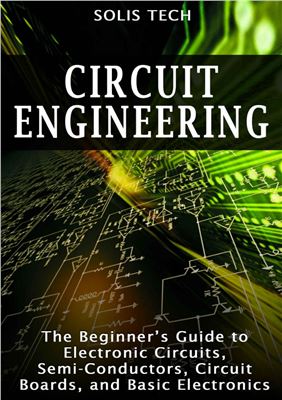 SOLIS TECH
CIRCUIT
ENGINEERING
The Beginner's Guide to
Electronic Circuits,
Semi-Conductors, Circuit
Boards, and Basic Electronics